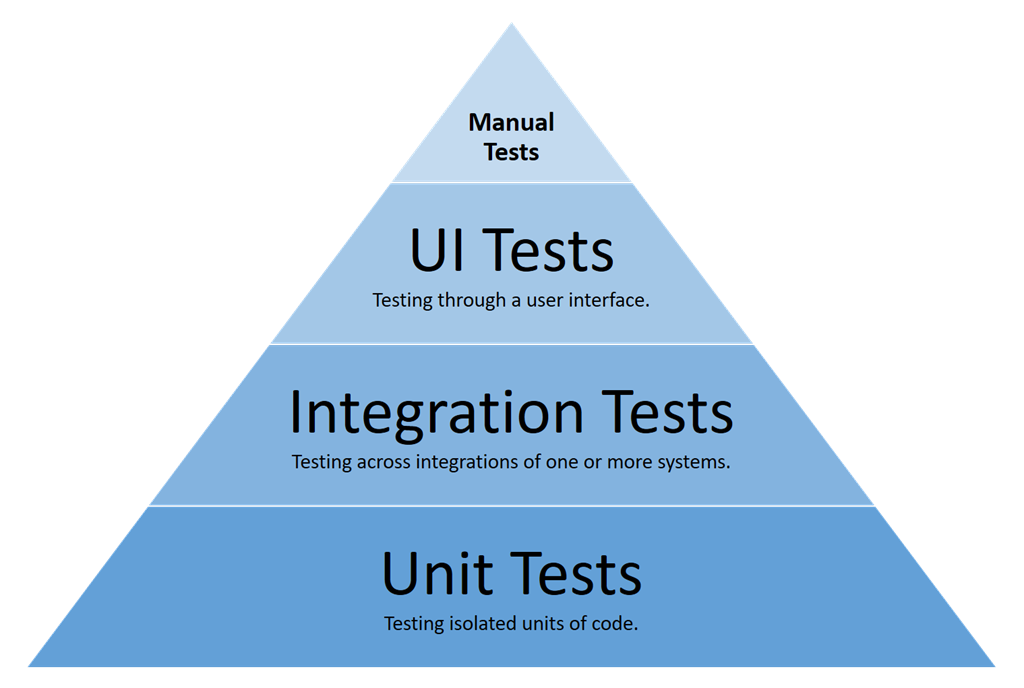 Manual
Tests
UI Tests
Testing through a user interface.
Integration Tests
Testing across integrations of one or more systems.
Unit Tests
Testing isolated units of code.